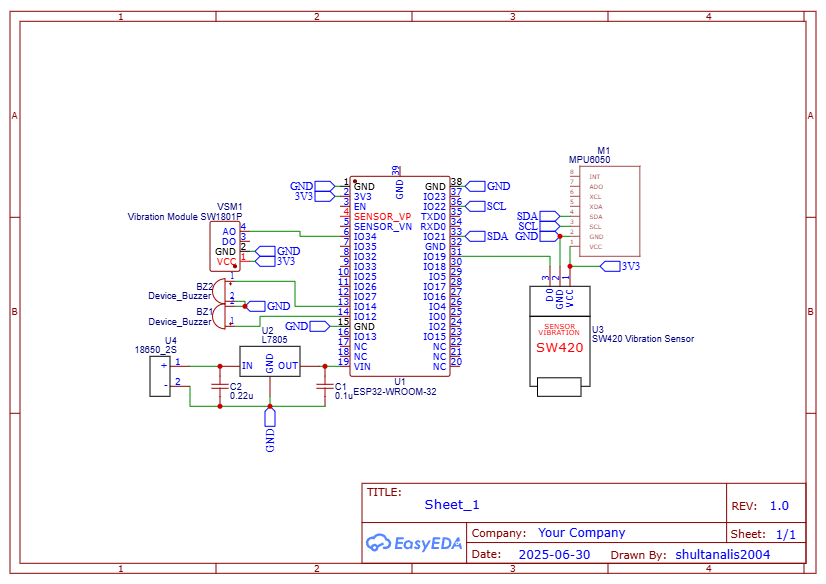 1 2 3 4
A A
B B
M1
MPU6050
8 INT
7 ADO
6 XCL
5 XDA
4 SDA
3 SCL
2 GND
1 VCC
SDA
SCL
GND
3V3
VSM1
Vibration Module SW1801P
AO 4
DO 3
GND 2
VCC 1
GND
3V3
BZ2
Device_Buzzer
1
2
BZ1
Device_Buzzer
2
1
GND
GND
3V3
GND
39
GND
1 GND
2 3V3
3 EN
4 SENSOR_VP
5 SENSOR_VN
6 IO34
7 IO35
8 IO32
9 IO33
10 IO25
11 IO26
12 IO27
13 IO14
14 IO12
15 GND
16 IO13
17 NC
18 NC
19 VIN
GND 38
IO23 37
IO22 36
TXD0 35
RXD0 34
IO21 33
GND 32
IO19 31
IO18 30
IO5 29
IO17 28
IO16 27
IO4 26
IO0 25
IO2 24
IO15 23
NC 22
NC 21
NC 20
U1
ESP32-WROOM-32
GND
SCL
SDA
3 2 1
DO
GND
VCC
SENSOR
VIBRATION
SW420
U3
SW420 Vibration Sensor
U4
18650_2S
+ 1
- 2
U2
L7805
IN GND OUT
C2
0.22u
C1
0.1u
GND
TITLE:
Sheet_1
REV: 1.0
EasyEDA
Company: Your Company
Sheet: 1/1
Date: 2025-06-30 Drawn By: shultanalis2004
1 2 3 4